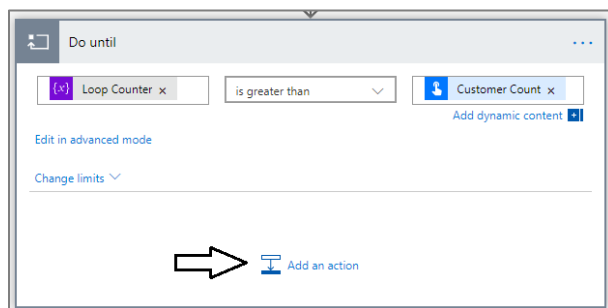 Do until
{x} Loop Counter x is greater than Customer Count x
Add dynamic content
Edit in advanced mode
Change limits
Add an action